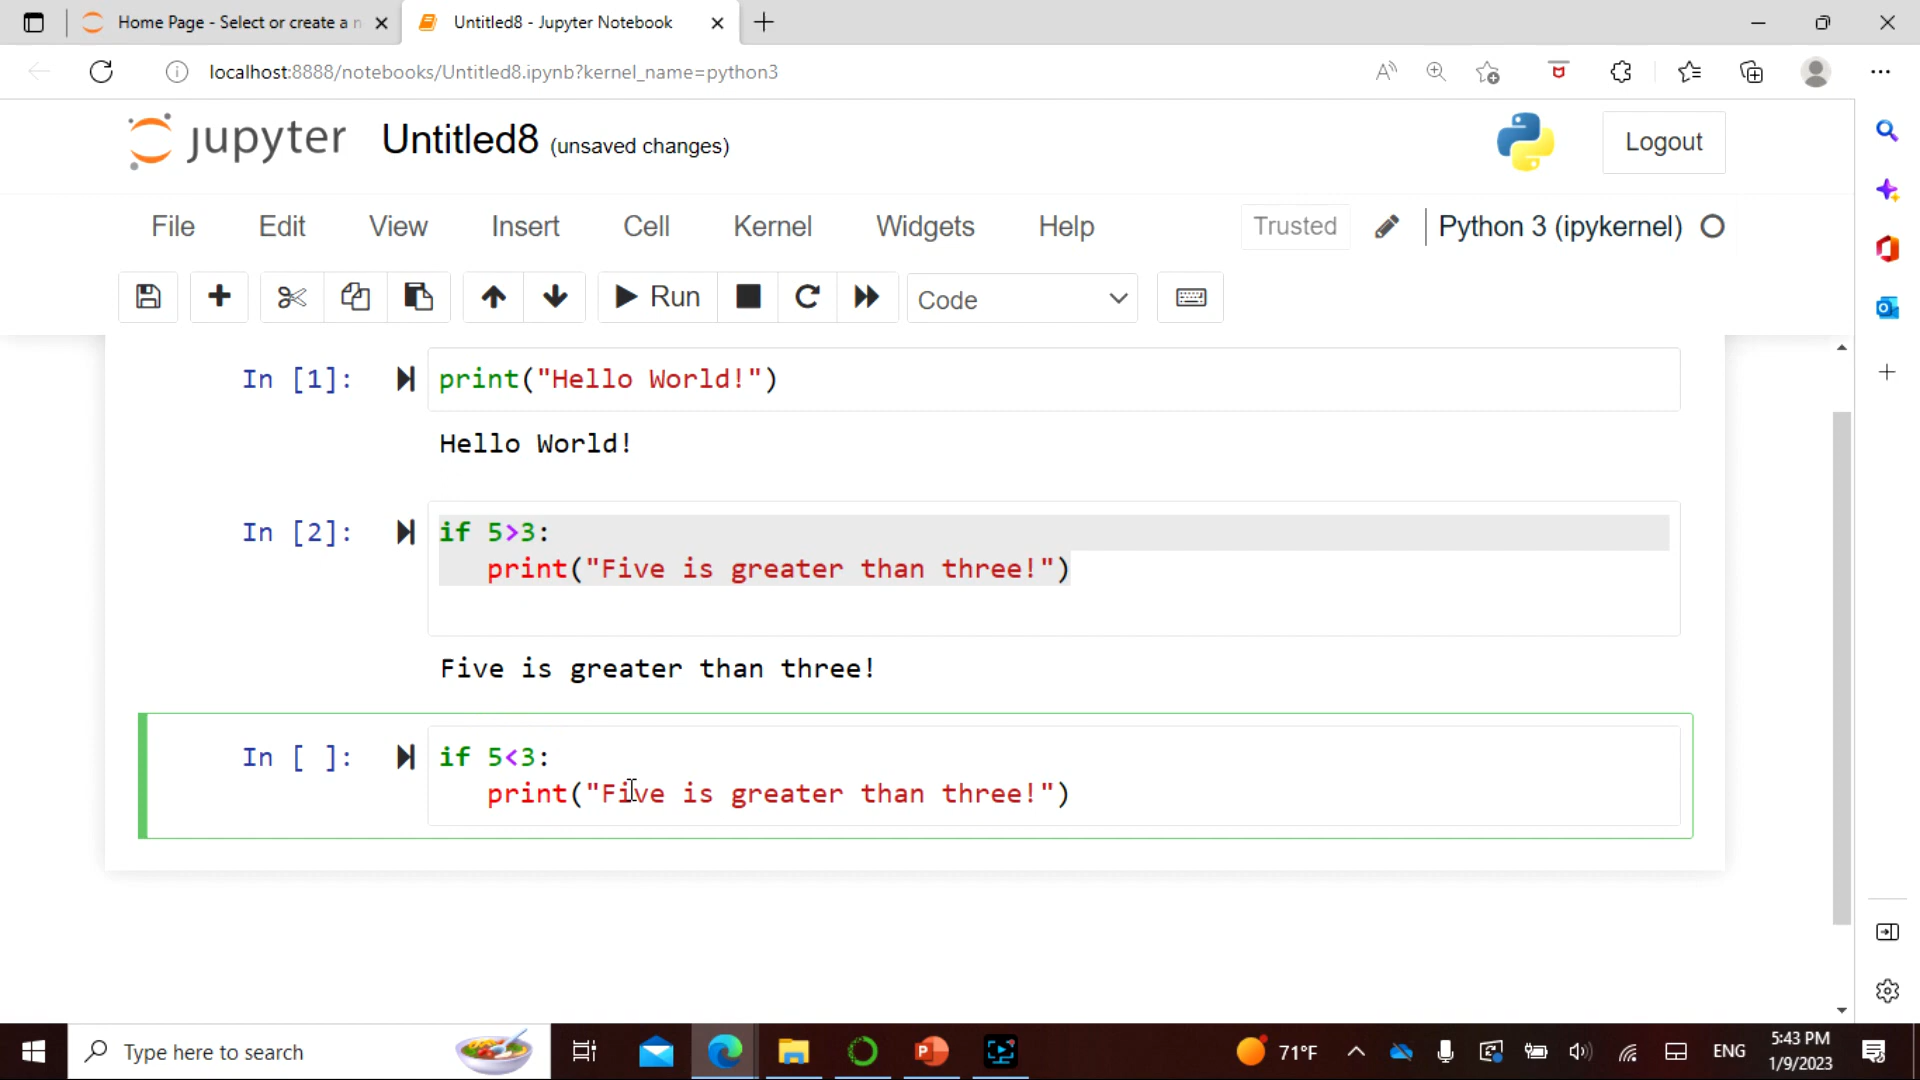 Home Page - Select or create a n
Untitled8 - Jupyter Notebook
localhost:8888/notebooks/Untitled8.ipynb?kernel_name=python3
jupyter Untitled8 (unsaved changes)
Logout
File Edit View Insert Cell Kernel Widgets Help Trusted Python 3 (ipykernel)
Run Code
In [1]: print("Hello World!")
Hello World!
In [2]: if 5>3:
print("Five is greater than three!")
Five is greater than three!
In [ ]: if 5<3:
print("Five is greater than three!")
Type here to search
71°F
ENG
5:43 PM
1/9/2023